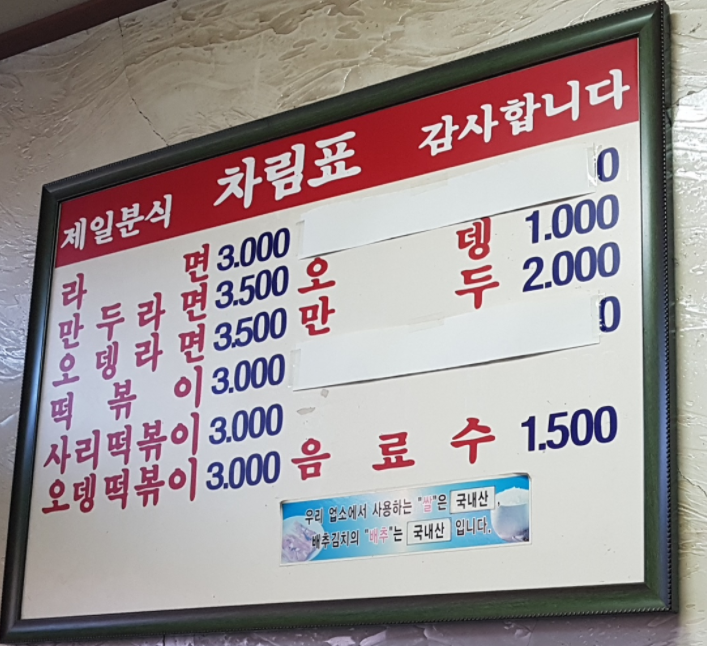 제일분식 차림표 감사합니다
라면 3.000
만두라면 3.500
오뎅라면 3.500
떡볶이 3.000
사리떡볶이 3.000
오뎅떡볶이 3.000
0
오뎅 1.000
만두 2.000
0
음료수 1.500
우리 업소에서 사용하는 "쌀"은 국내산,
배추김치의 "배추"는 국내산 입니다.